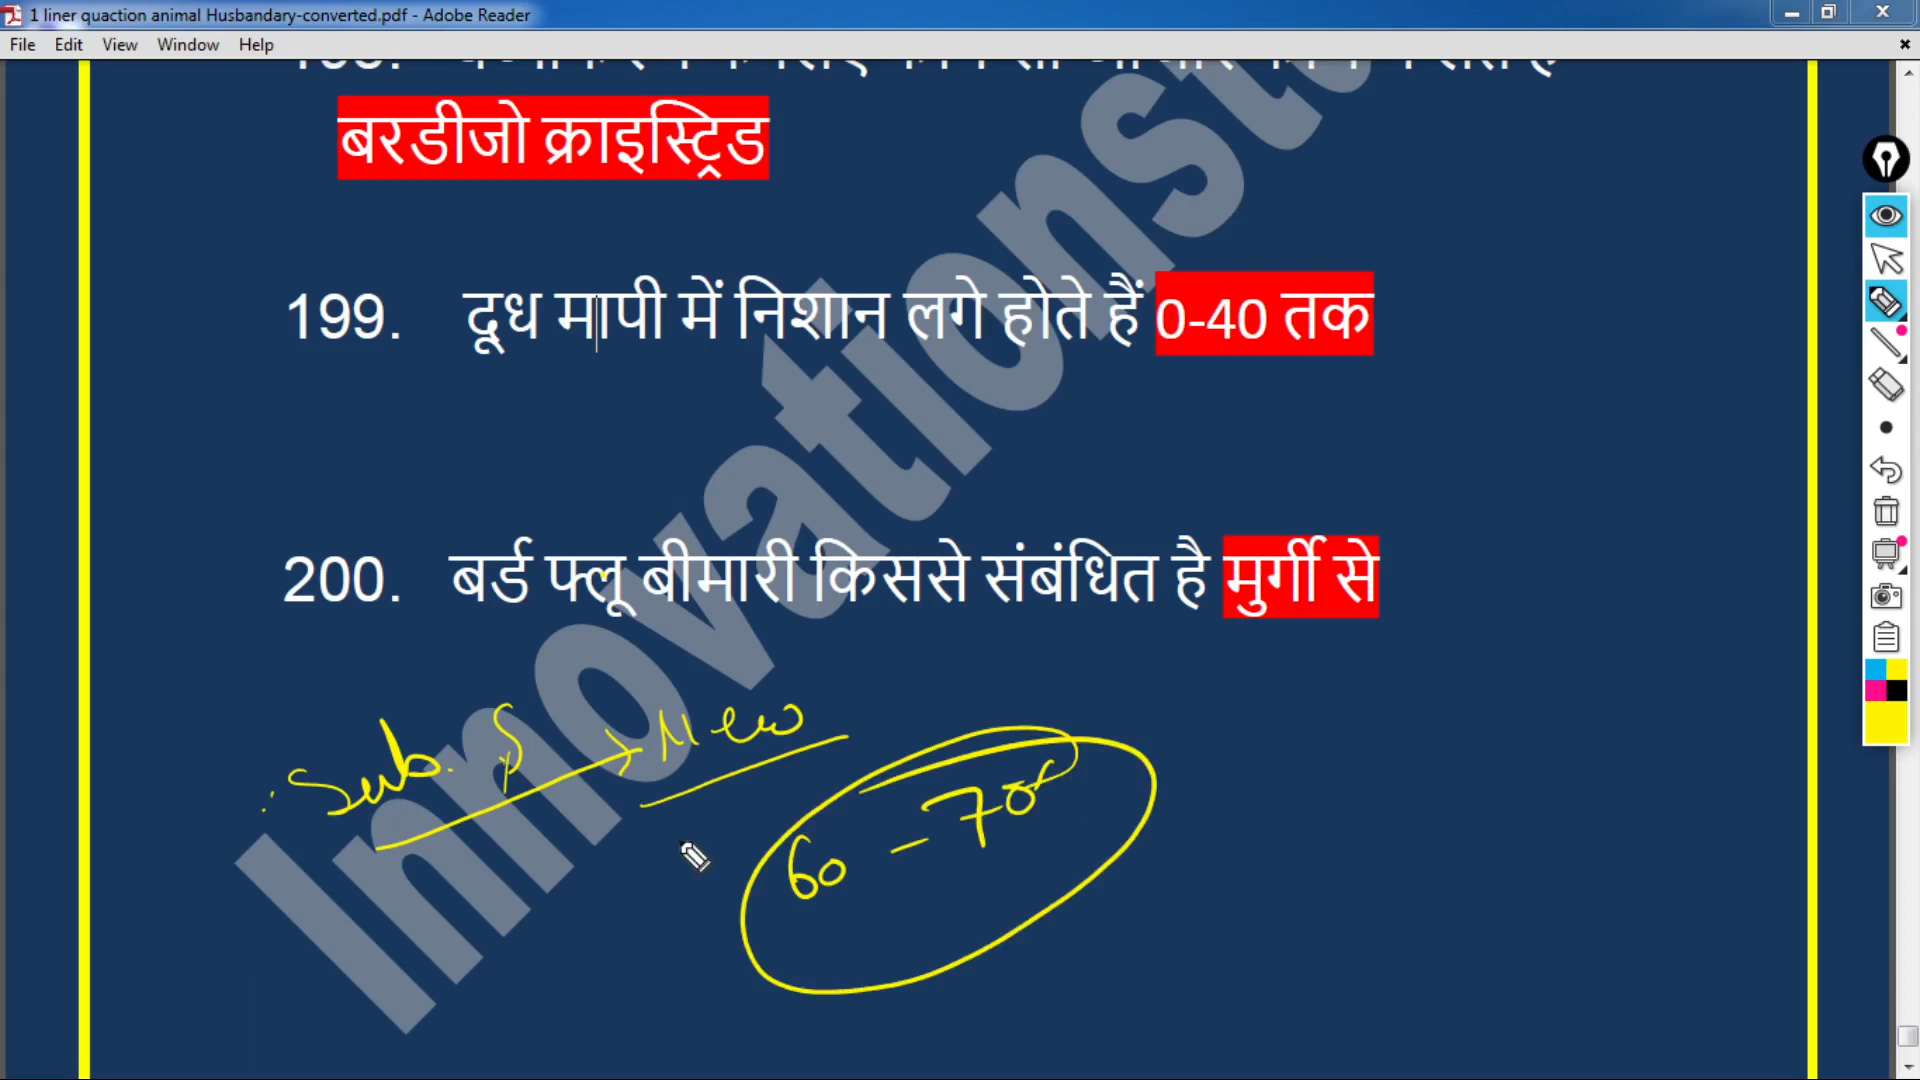 1 liner quaction animal Husbandary-converted.pdf - Adobe Reader
File Edit View Window Help
बरडीजो क्राइस्ट्रिड
199. दूध मापी में निशान लगे होते हैं 0-40 तक
200. बर्ड फ्लू बीमारी किससे संबंधित है मुर्गी से
Sub. New
60 - 70